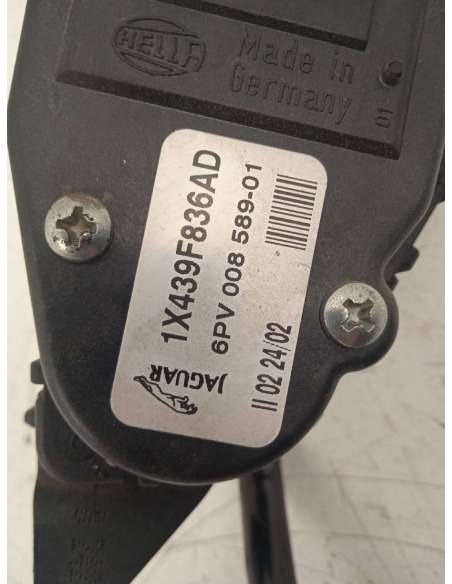 HELLA
Made in
Germany
1X439F836AD
6PV 008 589-01
JAGUAR
II 02 24/02